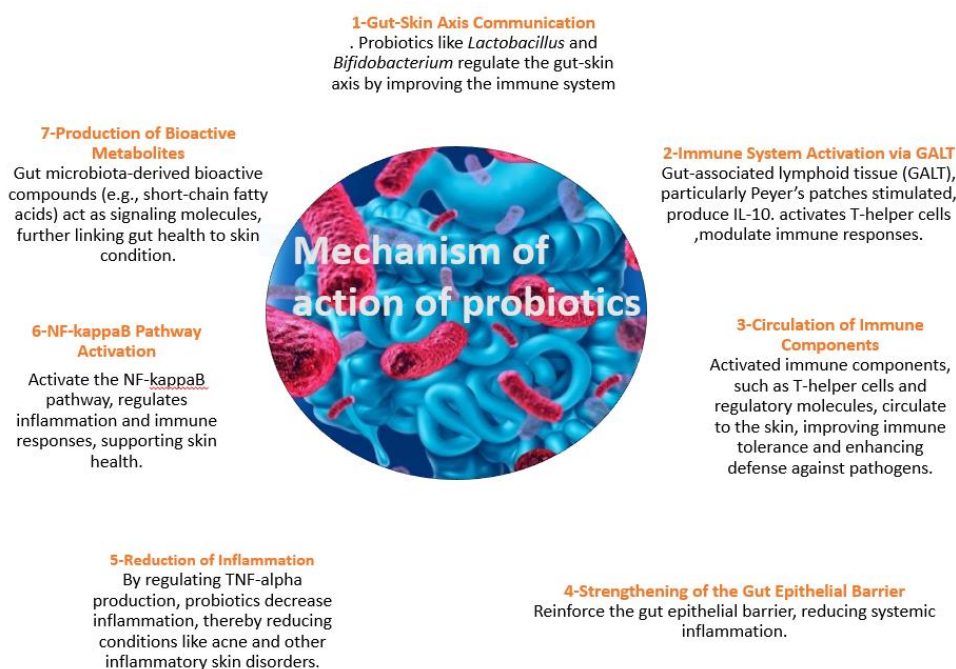 1-Gut-Skin Axis Communication
. Probiotics like Lactobacillus and
Bifidobacterium regulate the gut-skin
axis by improving the immune system
2-Immune System Activation via GALT
Gut-associated lymphoid tissue (GALT),
particularly Peyer’s patches stimulated,
produce IL-10. activates T-helper cells
,modulate immune responses.
3-Circulation of Immune
Components
Activated immune components,
such as T-helper cells and
regulatory molecules, circulate
to the skin, improving immune
tolerance and enhancing
defense against pathogens.
4-Strengthening of the Gut Epithelial Barrier
Reinforce the gut epithelial barrier, reducing systemic
inflammation.
5-Reduction of Inflammation
By regulating TNF-alpha
production, probiotics decrease
inflammation, thereby reducing
conditions like acne and other
inflammatory skin disorders.
6-NF-kappaB Pathway
Activation
Activate the NF-kappaB
pathway, regulates
inflammation and immune
responses, supporting skin
health.
7-Production of Bioactive
Metabolites
Gut microbiota-derived bioactive
compounds (e.g., short-chain fatty
acids) act as signaling molecules,
further linking gut health to skin
condition.
Mechanism of
action of probiotics